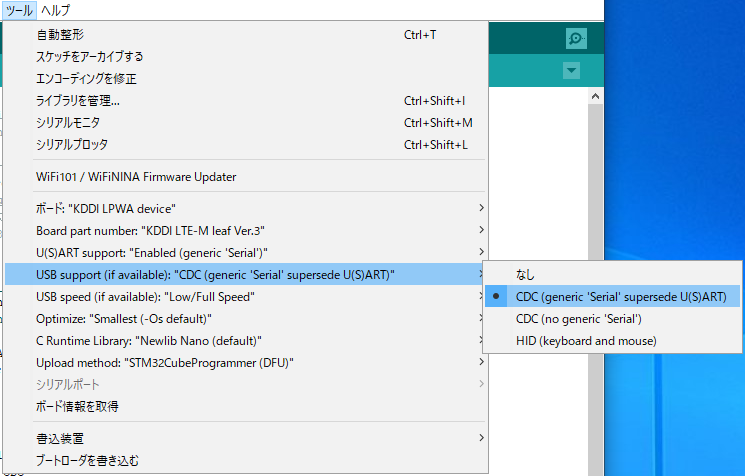 ツール ヘルプ
自動整形 Ctrl+T
スケッチをアーカイブする
エンコーディングを修正
ライブラリを管理... Ctrl+Shift+I
シリアルモニタ Ctrl+Shift+M
シリアルプロッタ Ctrl+Shift+L
WiFi101 / WiFiNINA Firmware Updater
ボード: "KDDI LPWA device"
Board part number: "KDDI LTE-M leaf Ver.3"
U(S)ART support: "Enabled (generic 'Serial')"
USB support (if available): "CDC (generic 'Serial' supersede U(S)ART)"
USB speed (if available): "Low/Full Speed"
Optimize: "Smallest (-Os default)"
C Runtime Library: "Newlib Nano (default)"
Upload method: "STM32CubeProgrammer (DFU)"
シリアルポート
ボード情報を取得
書込装置
ブートローダを書き込む
なし
CDC (generic 'Serial' supersede U(S)ART)
CDC (no generic 'Serial')
HID (keyboard and mouse)